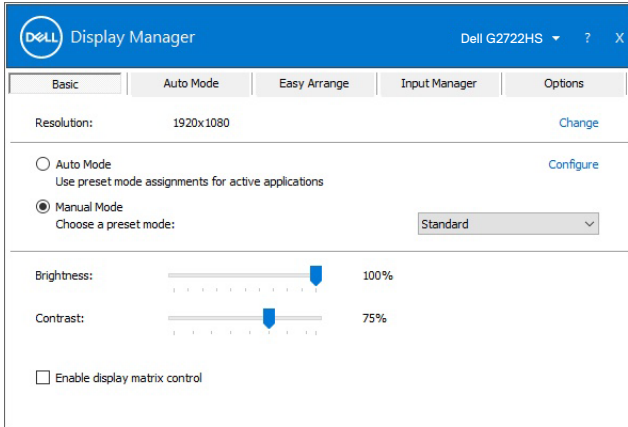 DELL Display Manager Dell G2722HS ? X
Basic Auto Mode Easy Arrange Input Manager Options
Resolution: 1920x1080 Change
Auto Mode Configure
Use preset mode assignments for active applications
Manual Mode
Choose a preset mode: Standard
Brightness: 100%
Contrast: 75%
Enable display matrix control